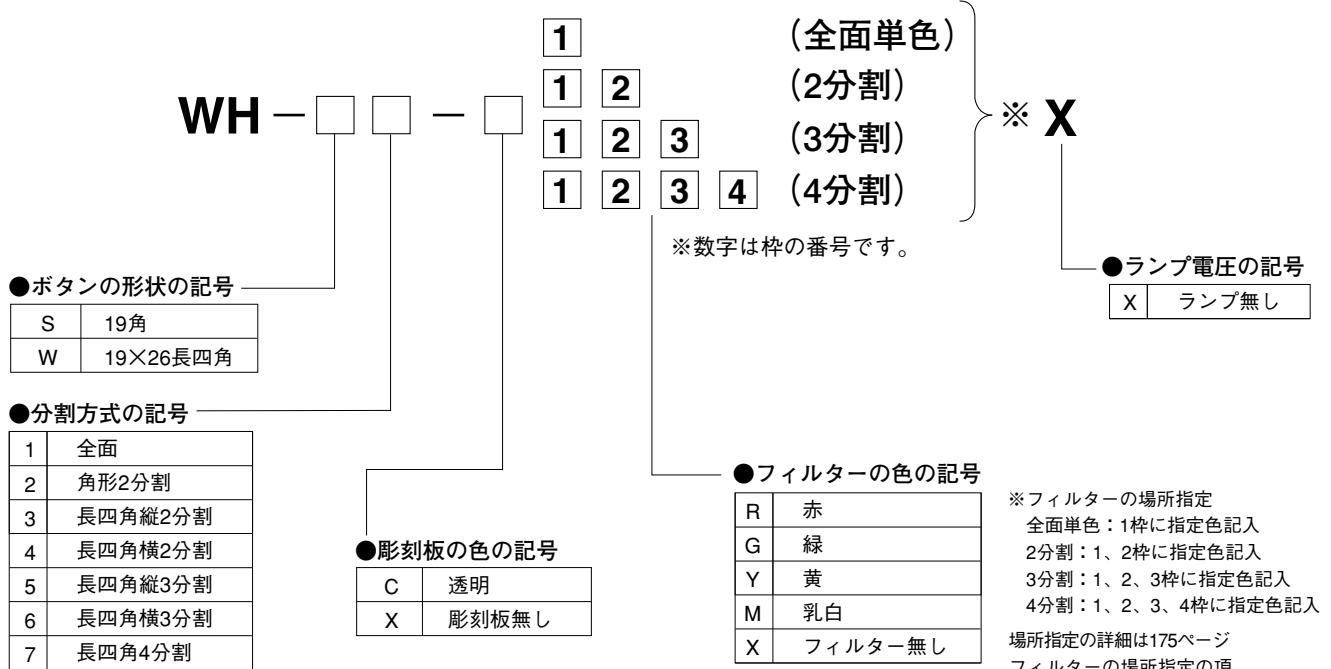 1 (全面単色)
1 2 (2分割)
WH − − ※ X
1 2 3 (3分割)
1 2 3 4 (4分割)
※数字は枠の番号です。
●ランプ電圧の記号
X ランプ無し
●ボタンの形状の記号
S 19角
W 19×26長四角
●分割方式の記号
1 全面
2 角形2分割
3 長四角縦2分割
4 長四角横2分割
5 長四角縦3分割
6 長四角横3分割
7 長四角4分割
●彫刻板の色の記号
C 透明
X 彫刻板無し
●フィルターの色の記号
R 赤
G 緑
Y 黄
M 乳白
X フィルター無し
※フィルターの場所指定
全面単色：1枠に指定色記入
2分割：1、2枠に指定色記入
3分割：1、2、3枠に指定色記入
4分割：1、2、3、4枠に指定色記入
場所指定の詳細は175ページ
フィルターの場所指定の項